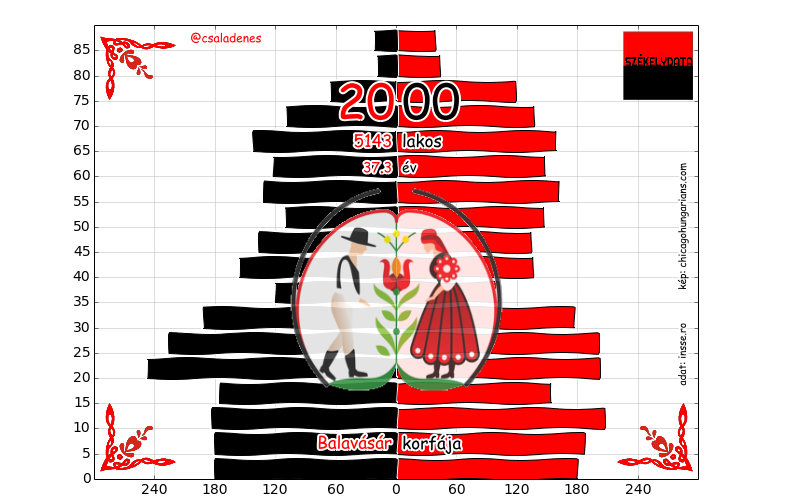 @csaladenes
SZÉKELYDATA
2000
5143 lakos
37.3 év
kép: chicagohungarians.com
adat: insse.ro
Balavásár korfája
85
80
75
70
65
60
55
50
45
40
35
30
25
20
15
10
5
0
240 180 120 60 0 60 120 180 240